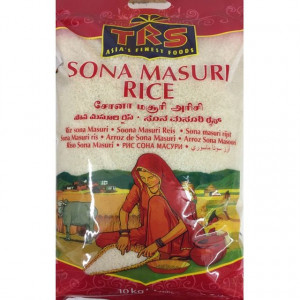 TRS
ASIA'S FINEST FOODS
SONA MASURI
RICE
சோனா மசூரி அரிசி
Riz sona Masuri · Soona Masuri Reis · Sona masuri rijst
Sona Masuri ris · Arroz de Sona Masuri · Arroz Sona Masuri
Riso Sona Masuri · РИС СОНА МАСУРИ ·
10kg